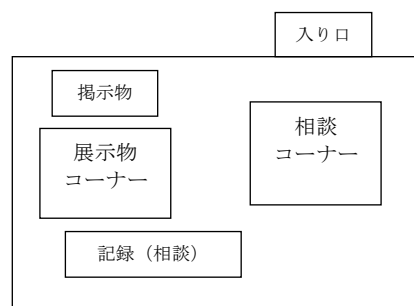 入り口
掲示物
展示物
コーナー
相談
コーナー
記録（相談）